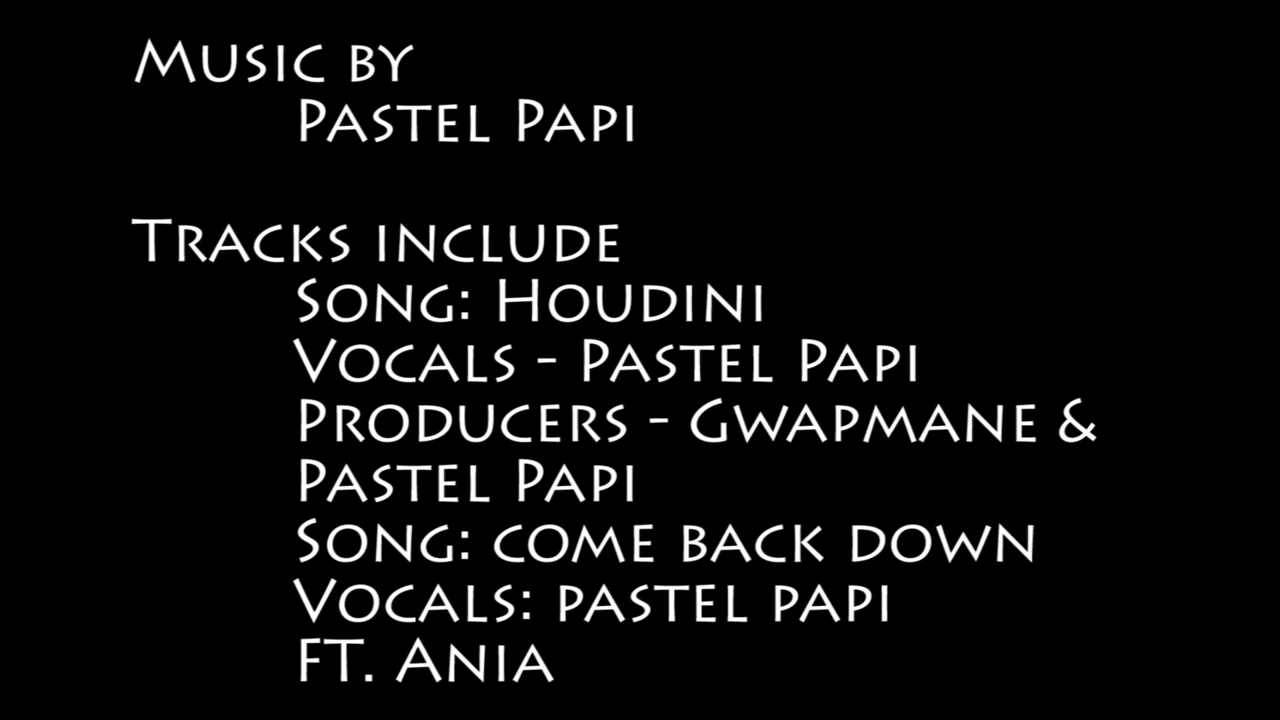 Music by
Pastel Papi
Tracks include
Song: Houdini
Vocals - Pastel Papi
Producers - Gwapmane &
Pastel Papi
Song: come back down
Vocals: pastel papi
ft. Ania